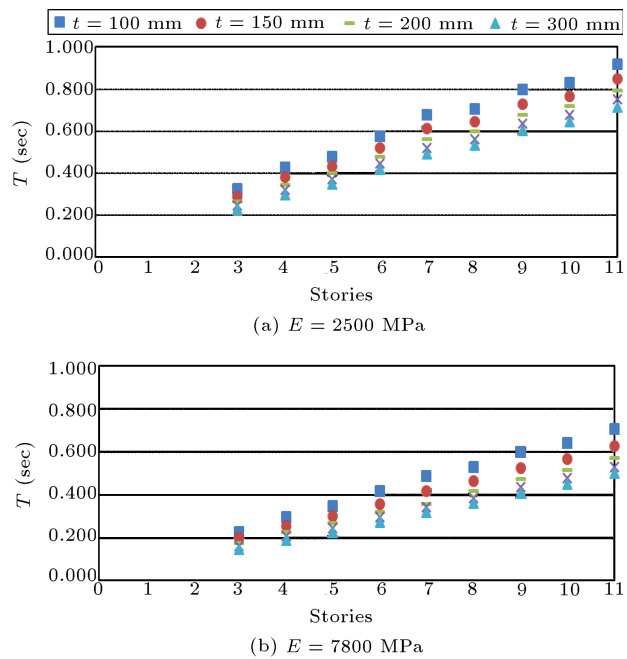 t = 100 mm t = 150 mm t = 200 mm t = 300 mm
1.000
0.800
0.600
0.400
0.200
0.000
T (sec)
0 1 2 3 4 5 6 7 8 9 10 11
Stories
(a) E = 2500 MPa
1.000
0.800
0.600
0.400
0.200
0.000
T (sec)
0 1 2 3 4 5 6 7 8 9 10 11
Stories
(b) E = 7800 MPa